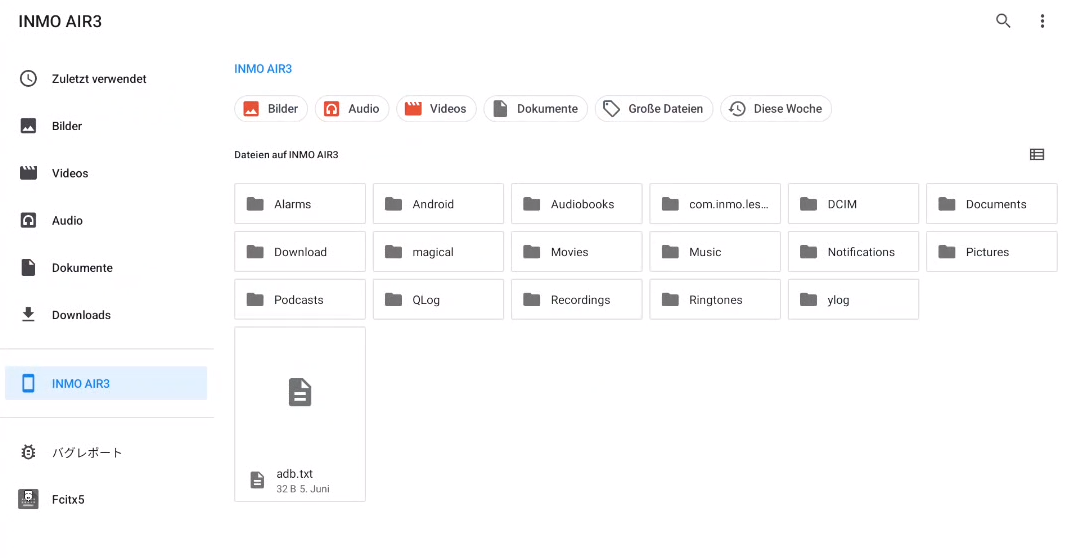 INMO AIR3
Zuletzt verwendet
Bilder
Videos
Audio
Dokumente
Downloads
INMO AIR3
バグレポート
Fcitx5
INMO AIR3
Bilder Audio Videos Dokumente Große Dateien Diese Woche
Dateien auf INMO AIR3
Alarms Android Audiobooks com.inmo.les... DCIM Documents
Download magical Movies Music Notifications Pictures
Podcasts QLog Recordings Ringtones ylog
adb.txt
32 B 5. Juni